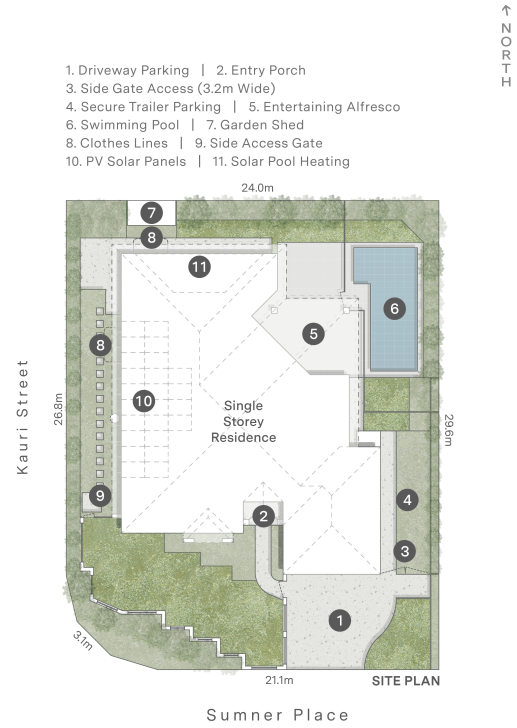 ↑ NORTH
1. Driveway Parking | 2. Entry Porch
3. Side Gate Access (3.2m Wide)
4. Secure Trailer Parking | 5. Entertaining Alfresco
6. Swimming Pool | 7. Garden Shed
8. Clothes Lines | 9. Side Access Gate
10. PV Solar Panels | 11. Solar Pool Heating
24.0m
7
8
11
6
5
8
Kauri Street
26.8m
10
Single
Storey
Residence
29.6m
9
4
2
3
1
3.1m
21.1m
SITE PLAN
Sumner Place